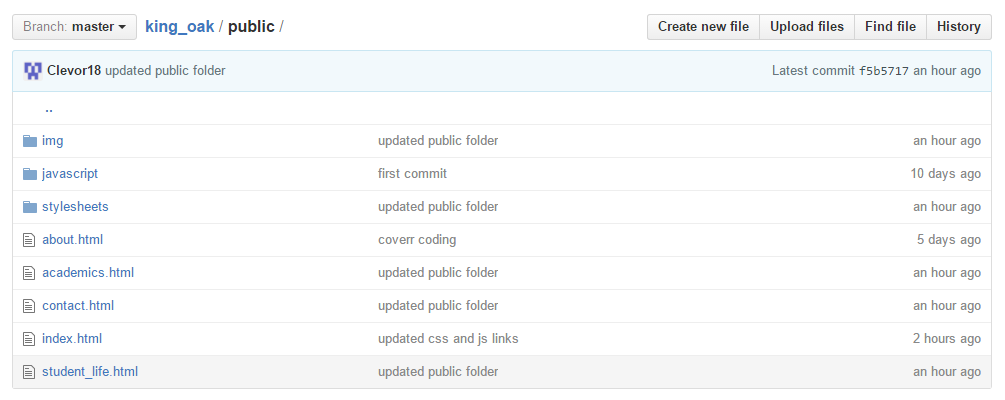 Branch: master king_oak / public / Create new file Upload files Find file History
Clevor18 updated public folder Latest commit f5b5717 an hour ago
..
img updated public folder an hour ago
javascript first commit 10 days ago
stylesheets updated public folder an hour ago
about.html coverr coding 5 days ago
academics.html updated public folder an hour ago
contact.html updated public folder an hour ago
index.html updated css and js links 2 hours ago
student_life.html updated public folder an hour ago